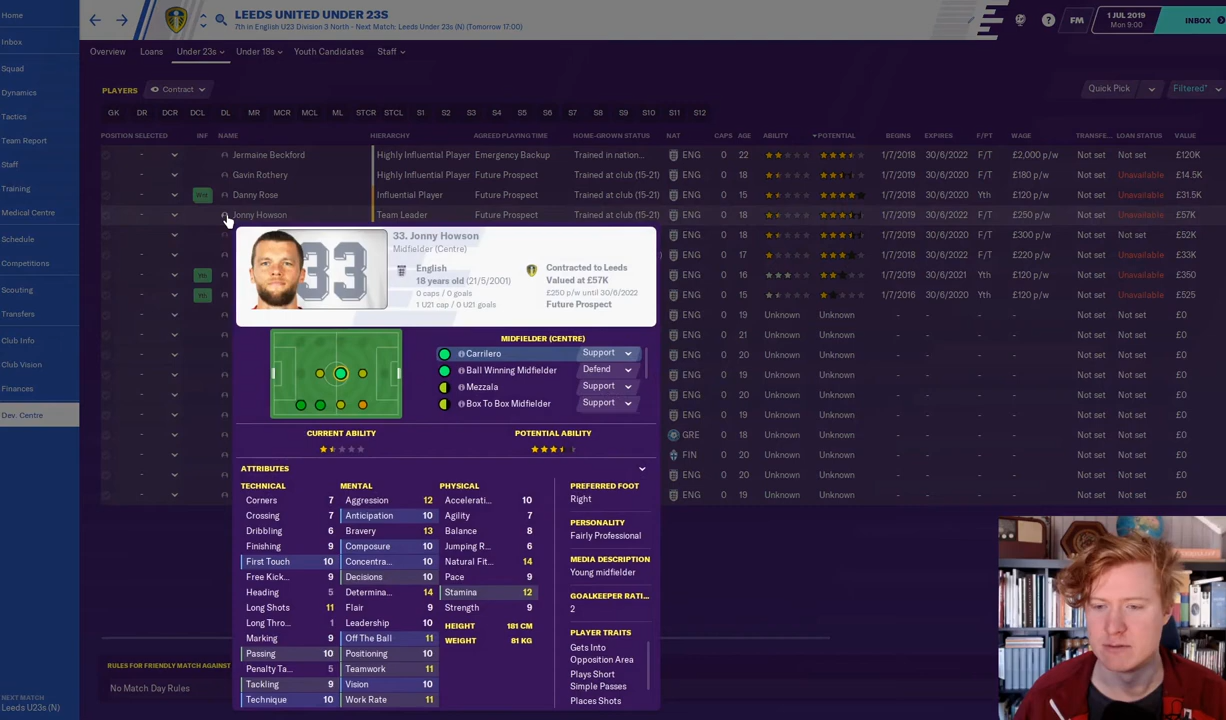 LEEDS UNITED UNDER 23S
7th in English U23 Division 3 North - Next Match: Leeds Under 23s (N) (Tomorrow 17:00)
FM
1 JUL 2019
Mon 9:00
INBOX
Home
Inbox
Squad
Dynamics
Tactics
Team Report
Staff
Training
Medical Centre
Schedule
Competitions
Scouting
Transfers
Club Info
Club Vision
Finances
Dev. Centre
NEXT MATCH
Leeds U23s (N)
Overview Loans Under 23s Under 18s Youth Candidates Staff
PLAYERS Contract Quick Pick Filtered*
GK DR DCR DCL DL MR MCR MCL ML STCR STCL S1 S2 S3 S4 S5 S6 S7 S8 S9 S10 S11 S12
POSITION SELECTED INF NAME HIERARCHY AGREED PLAYING TIME HOME-GROWN STATUS NAT CAPS AGE ABILITY POTENTIAL BEGINS EXPIRES F/PT WAGE TRANSFE... LOAN STATUS VALUE
- Jermaine Beckford Highly Influential Player Emergency Backup Trained in nation... ENG 0 22 1/7/2018 30/6/2022 F/T £2,000 p/w Not set Not set £120K
- Gavin Rothery Highly Influential Player Future Prospect Trained at club (15-21) ENG 0 18 1/7/2019 30/6/2020 F/T £180 p/w Not set Unavailable £14.5K
- Wnt Danny Rose Influential Player Future Prospect Trained at club (15-21) ENG 0 15 1/7/2018 30/6/2020 Yth £120 p/w Not set Unavailable £31.5K
- Jonny Howson Team Leader Future Prospect Trained at club (15-21) ENG 0 18 1/7/2019 30/6/2022 F/T £250 p/w Not set Unavailable £57K
- ENG 0 18 1/7/2019 30/6/2020 F/T £300 p/w Not set Not set £52K
- ENG 0 17 1/7/2018 30/6/2022 F/T £220 p/w Not set Unavailable £33K
- Yth ENG 0 16 1/7/2019 30/6/2021 Yth £120 p/w Not set Unavailable £350
- Yth ENG 0 15 1/7/2016 30/6/2020 Yth £120 p/w Not set Unavailable £525
- ENG 0 19 Unknown Unknown - - - - Not set Not set £0
- ENG 0 21 Unknown Unknown - - - - Not set Not set £0
- ENG 0 20 Unknown Unknown - - - - Not set Not set £0
- ENG 0 19 Unknown Unknown - - - - Not set Not set £0
- ENG 0 20 Unknown Unknown - - - - Not set Not set £0
- ENG 0 19 Unknown Unknown - - - - Not set Not set £0
- GRE 0 18 Unknown Unknown - - - - Not set Not set £0
- FIN 0 20 Unknown Unknown - - - - Not set Not set £0
- ENG 0 20 Unknown Unknown - - - - Not set Not set £0
- ENG 0 19 Unknown Unknown - - - - Not set Not set £0
33
33. Jonny Howson
Midfielder (Centre)
English
18 years old (21/5/2001)
0 caps / 0 goals
1 U21 cap / 0 U21 goals
Contracted to Leeds
Valued at £57K
£250 p/w until 30/6/2022
Future Prospect
MIDFIELDER (CENTRE)
Carrilero Support
Ball Winning Midfielder Defend
Mezzala Support
Box To Box Midfielder Support
CURRENT ABILITY POTENTIAL ABILITY
ATTRIBUTES
TECHNICAL
Corners 7
Crossing 7
Dribbling 6
Finishing 9
First Touch 10
Free Kick... 9
Heading 5
Long Shots 11
Long Thro... 1
Marking 9
Passing 10
Penalty Ta... 5
Tackling 9
Technique 10
MENTAL
Aggression 12
Anticipation 10
Bravery 13
Composure 10
Concentra... 10
Decisions 10
Determina... 14
Flair 9
Leadership 10
Off The Ball 11
Positioning 10
Teamwork 11
Vision 10
Work Rate 11
PHYSICAL
Accelerati... 10
Agility 7
Balance 8
Jumping R... 6
Natural Fit... 14
Pace 9
Stamina 12
Strength 9
HEIGHT 181 CM
WEIGHT 81 KG
PREFERRED FOOT
Right
PERSONALITY
Fairly Professional
MEDIA DESCRIPTION
Young midfielder
GOALKEEPER RATI...
2
PLAYER TRAITS
Gets Into
Opposition Area
Plays Short
Simple Passes
Places Shots
RULES FOR FRIENDLY MATCH AGAINST
No Match Day Rules